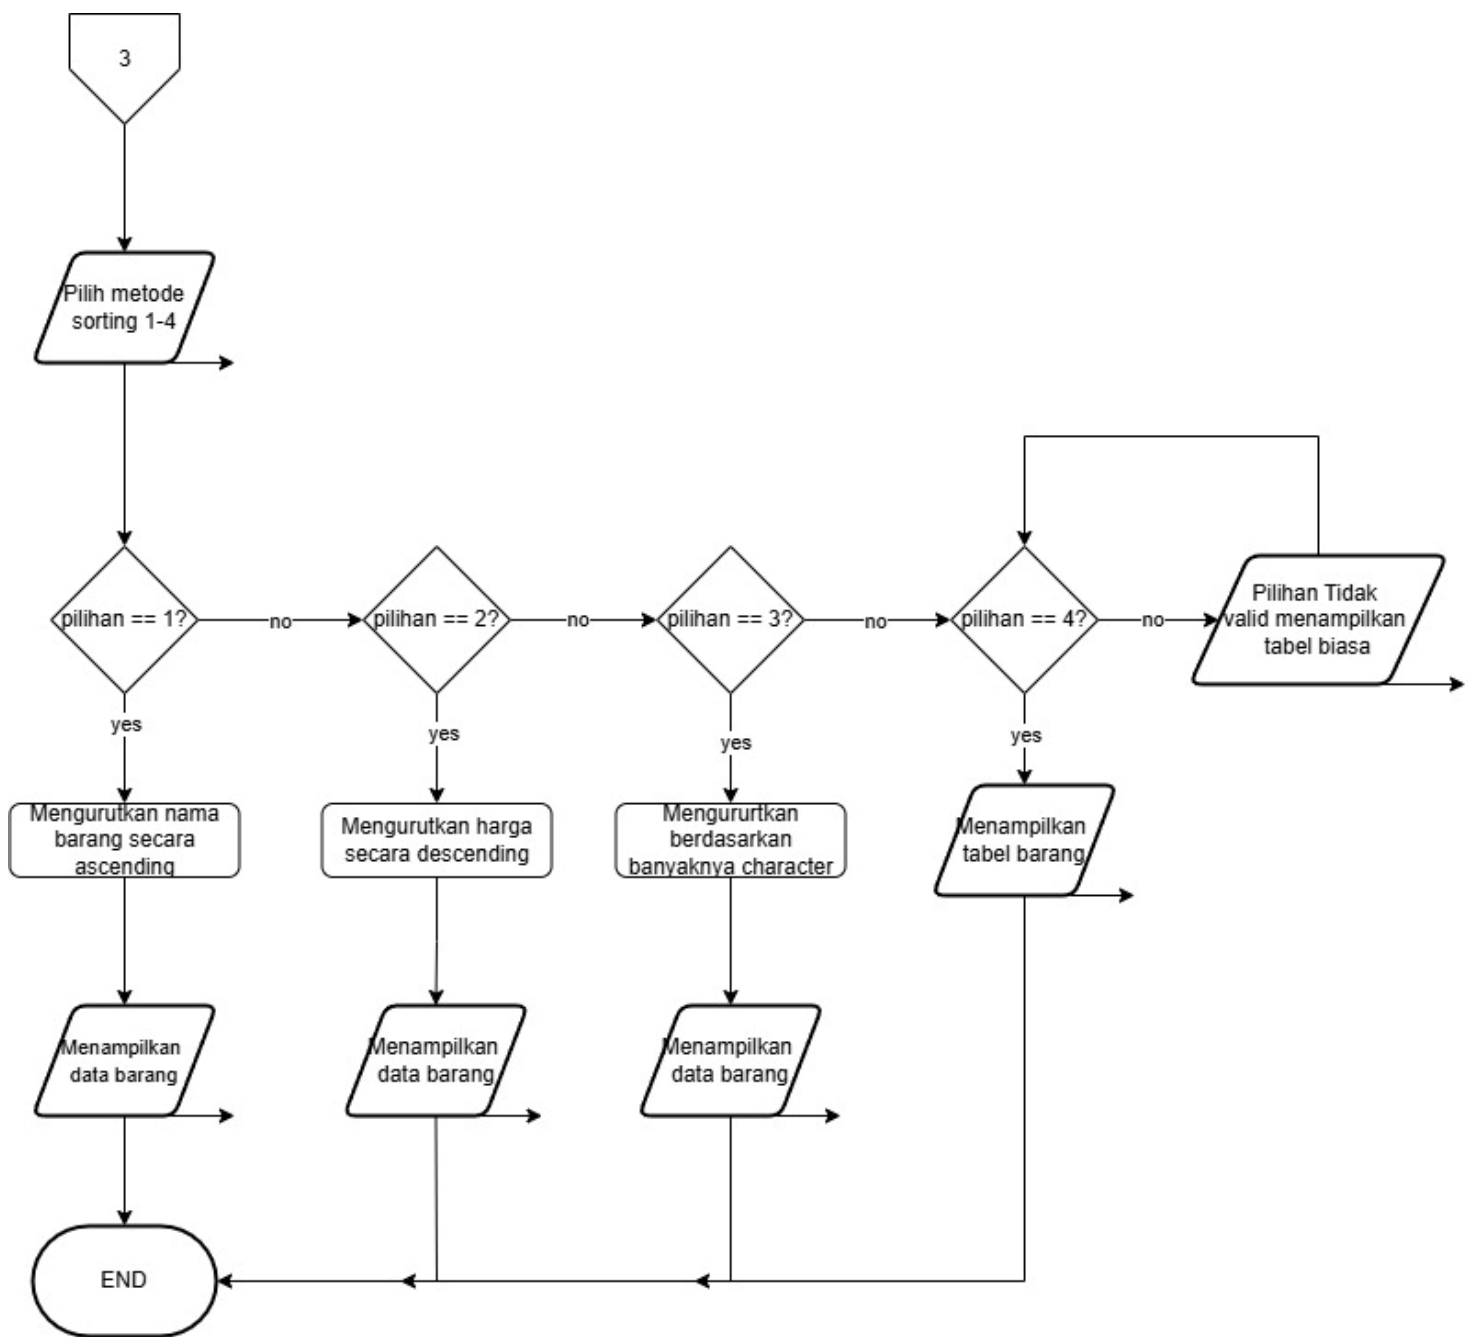 3
Pilih metode
sorting 1-4
pilihan == 1?
no
pilihan == 2?
no
pilihan == 3?
no
pilihan == 4?
no
Pilihan Tidak
valid menampilkan
tabel biasa
yes
yes
yes
yes
Mengurutkan nama
barang secara
ascending
Mengurutkan harga
secara descending
Mengururtkan
berdasarkan
banyaknya character
Menampilkan
tabel barang
Menampilkan
data barang
Menampilkan
data barang
Menampilkan
data barang
END